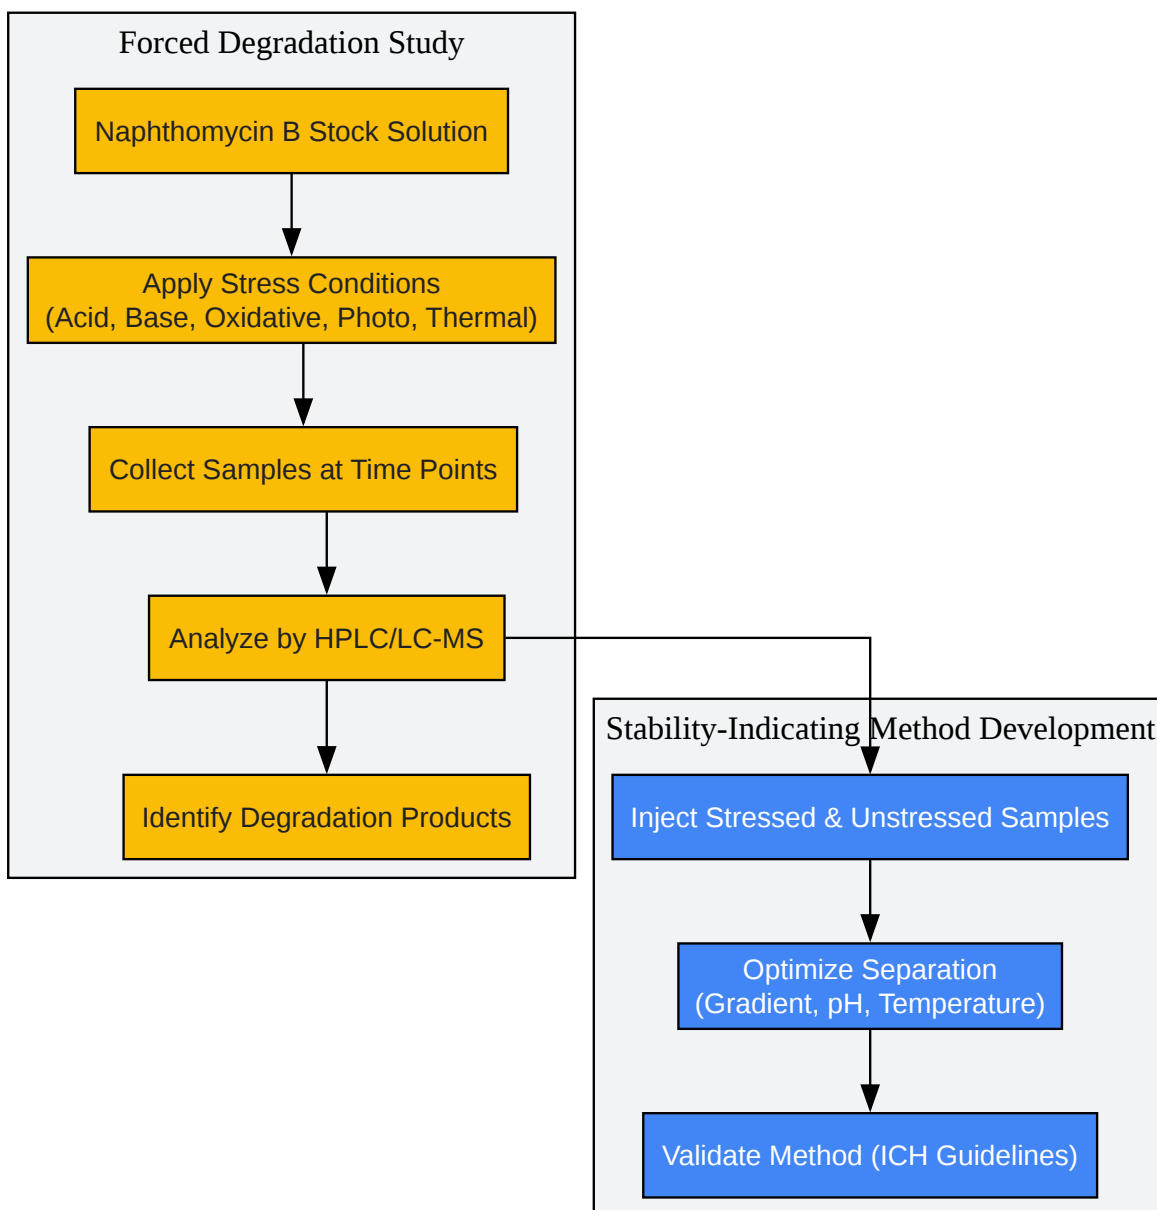 Forced Degradation Study
Naphthomycin B Stock Solution
Apply Stress Conditions
(Acid, Base, Oxidative, Photo, Thermal)
Collect Samples at Time Points
Analyze by HPLC/LC-MS
Identify Degradation Products
Stability-Indicating Method Development
Inject Stressed & Unstressed Samples
Optimize Separation
(Gradient, pH, Temperature)
Validate Method (ICH Guidelines)